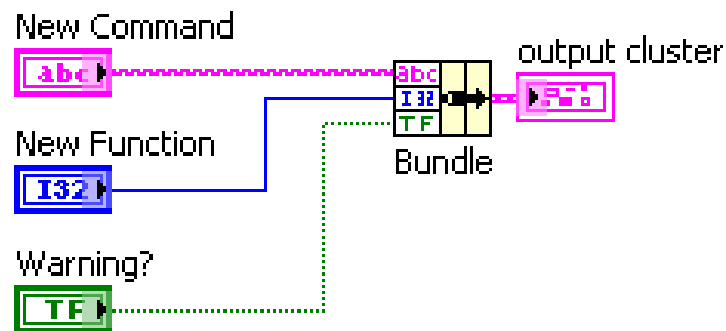 New Command
abc
output cluster
abc
I32
TF
Bundle
New Function
I32
Warning?
TF